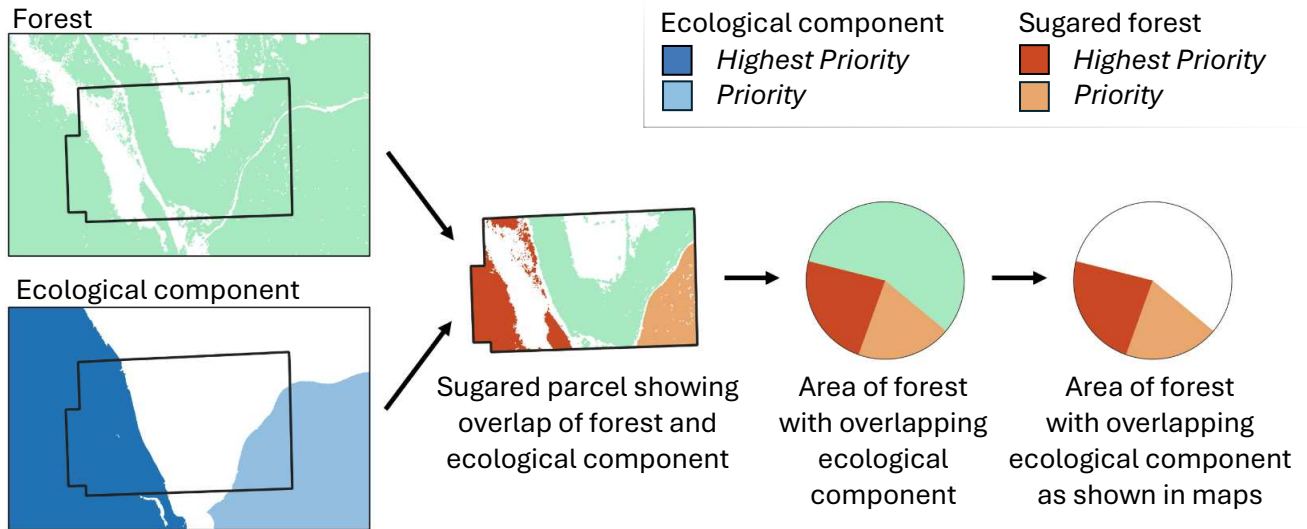 Forest
Ecological component
Highest Priority
Priority
Sugared forest
Highest Priority
Priority
Ecological component
Sugared parcel showing
overlap of forest and
ecological component
Area of forest
with overlapping
ecological
component
Area of forest
with overlapping
ecological component
as shown in maps